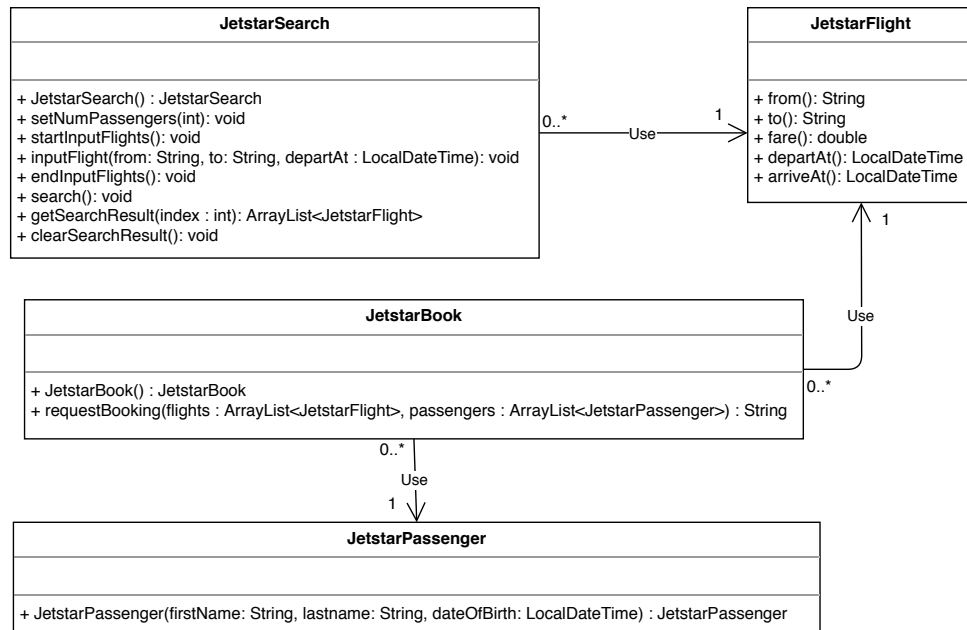 JetstarSearch
+ JetstarSearch() : JetstarSearch
+ setNumPassengers(int): void
+ startInputFlights(): void
+ inputFlight(from: String, to: String, departAt : LocalDateTime): void
+ endInputFlights(): void
+ search(): void
+ getSearchResult(index : int): ArrayList<JetstarFlight>
+ clearSearchResult(): void
0..*
Use
1
JetstarFlight
+ from(): String
+ to(): String
+ fare(): double
+ departAt(): LocalDateTime
+ arriveAt(): LocalDateTime
1
Use
0..*
JetstarBook
+ JetstarBook() : JetstarBook
+ requestBooking(flights : ArrayList<JetstarFlight>, passengers : ArrayList<JetstarPassenger>) : String
0..*
Use
1
JetstarPassenger
+ JetstarPassenger(firstName: String, lastname: String, dateOfBirth: LocalDateTime) : JetstarPassenger